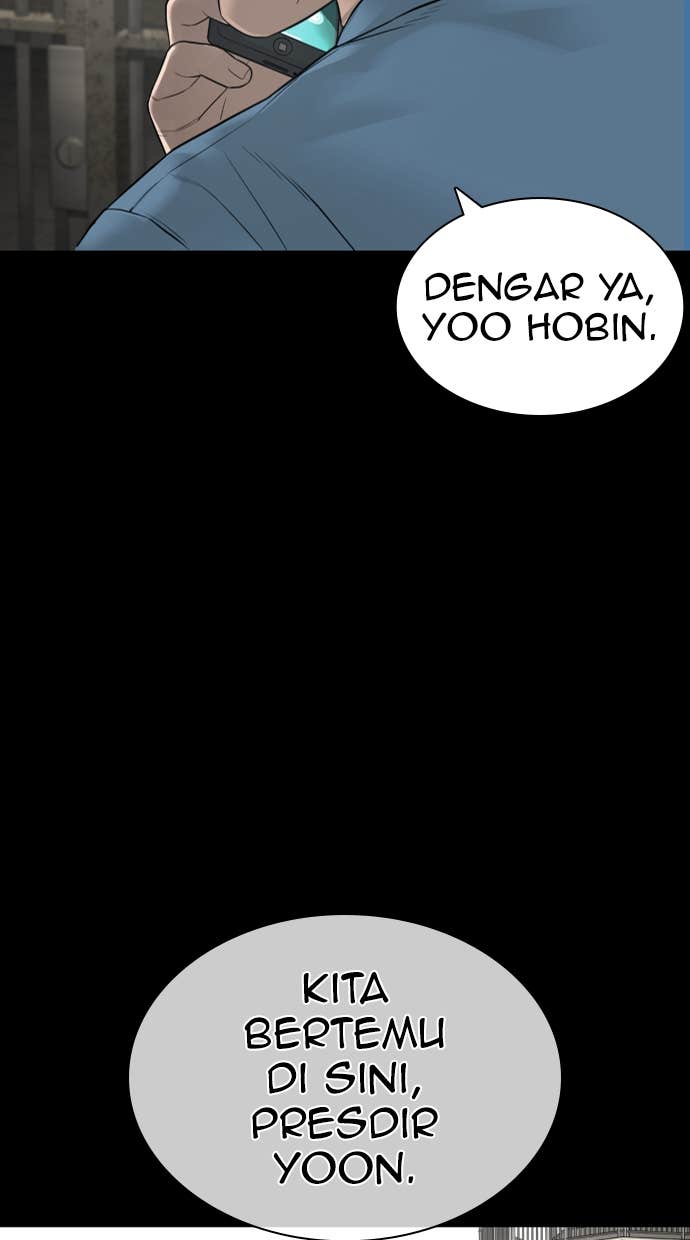 DENGAR YA,
YOO HOBIN.
KITA
BERTEMU
DI SINI,
PRESDIR
YOON.